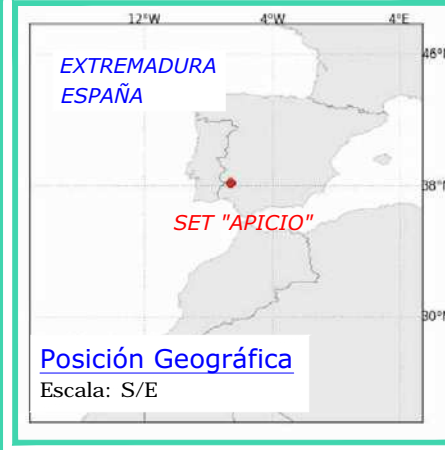 12°W 4°W 4°E
EXTREMADURA
46°N
ESPAÑA
38°N
SET "APICIO"
30°N
Posición Geográfica
Escala: S/E